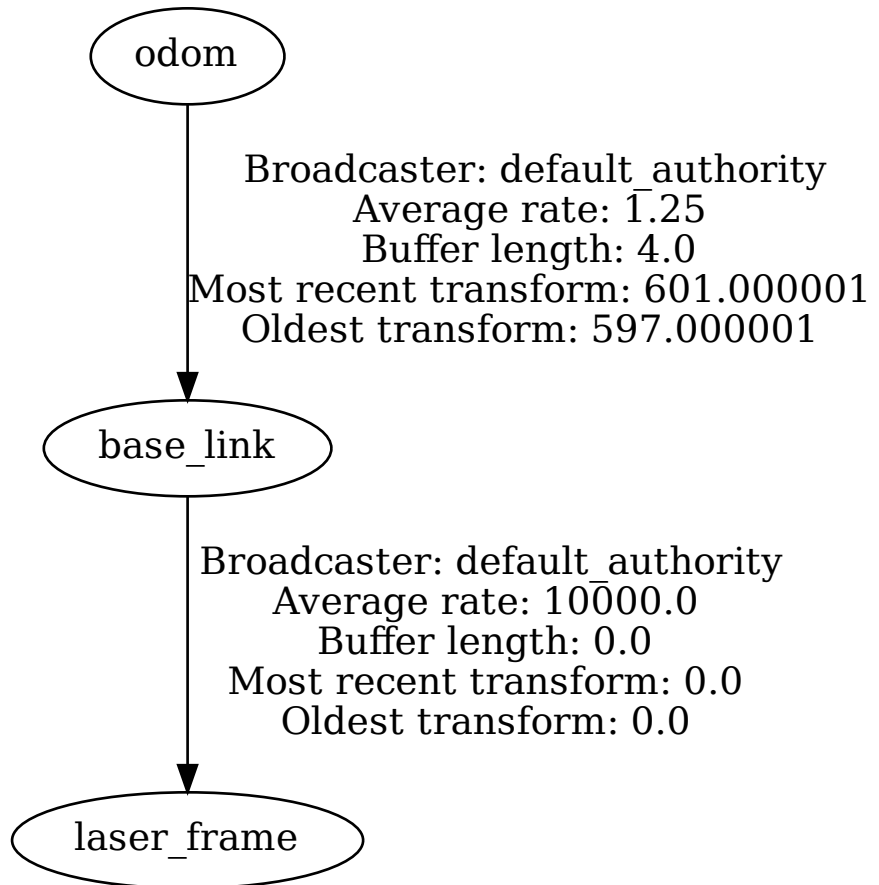 odom
Broadcaster: default_authority
Average rate: 1.25
Buffer length: 4.0
Most recent transform: 601.000001
Oldest transform: 597.000001
base_link
Broadcaster: default_authority
Average rate: 10000.0
Buffer length: 0.0
Most recent transform: 0.0
Oldest transform: 0.0
laser_frame